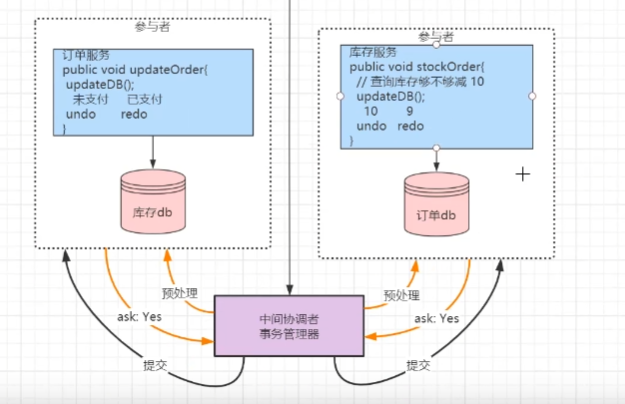 参与者
订单服务
public void updateOrder{
updateDB();
未支付 已支付
undo redo
}
库存db
参与者
库存服务
public void stockOrder{
// 查询库存够不够减 10
updateDB();
10 9
undo redo
}
订单db
预处理
ask: Yes
提交
中间协调者
事务管理器
预处理
ask: Yes
提交